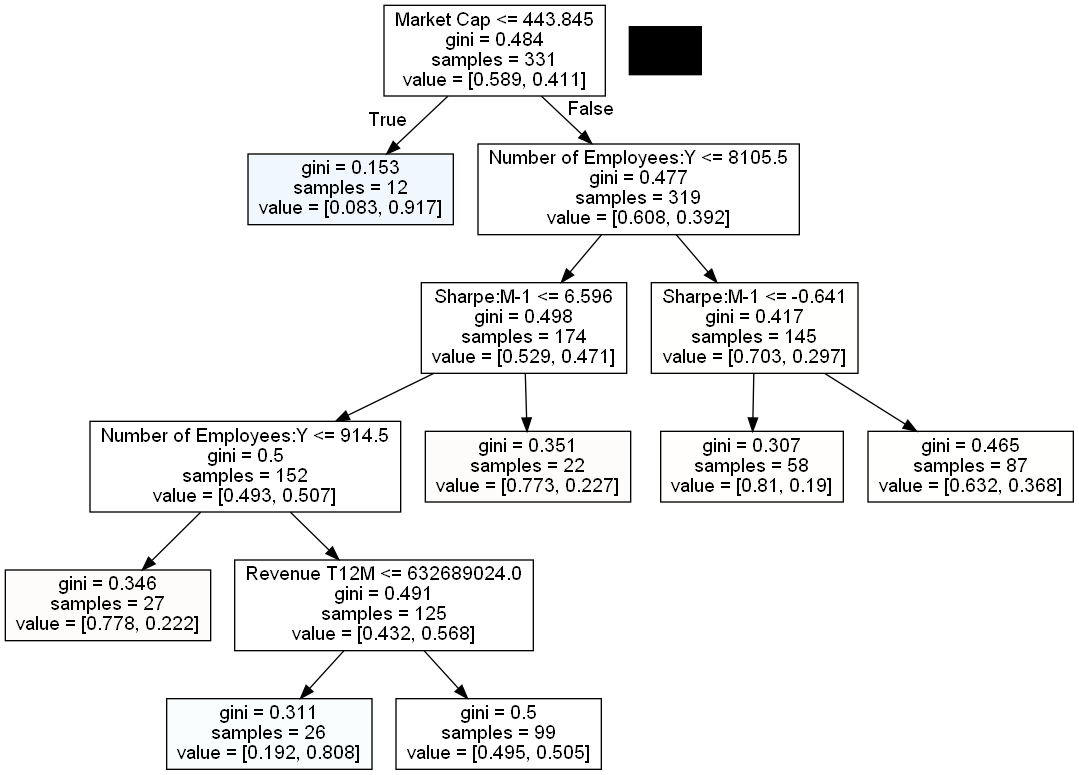 Market Cap <= 443.845
gini = 0.484
samples = 331
value = [0.589, 0.411]
True
False
gini = 0.153
samples = 12
value = [0.083, 0.917]
Number of Employees:Y <= 8105.5
gini = 0.477
samples = 319
value = [0.608, 0.392]
Sharpe:M-1 <= 6.596
gini = 0.498
samples = 174
value = [0.529, 0.471]
Sharpe:M-1 <= -0.641
gini = 0.417
samples = 145
value = [0.703, 0.297]
Number of Employees:Y <= 914.5
gini = 0.5
samples = 152
value = [0.493, 0.507]
gini = 0.351
samples = 22
value = [0.773, 0.227]
gini = 0.307
samples = 58
value = [0.81, 0.19]
gini = 0.465
samples = 87
value = [0.632, 0.368]
gini = 0.346
samples = 27
value = [0.778, 0.222]
Revenue T12M <= 632689024.0
gini = 0.491
samples = 125
value = [0.432, 0.568]
gini = 0.311
samples = 26
value = [0.192, 0.808]
gini = 0.5
samples = 99
value = [0.495, 0.505]